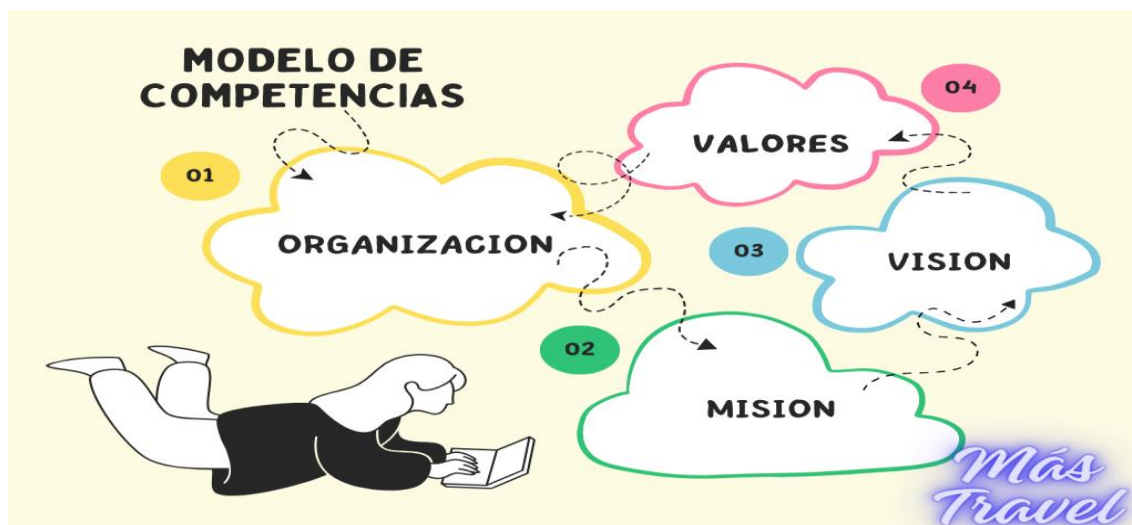 MODELO DE
COMPETENCIAS
01
ORGANIZACION
02
MISION
03
VISION
04
VALORES
Más
Travel